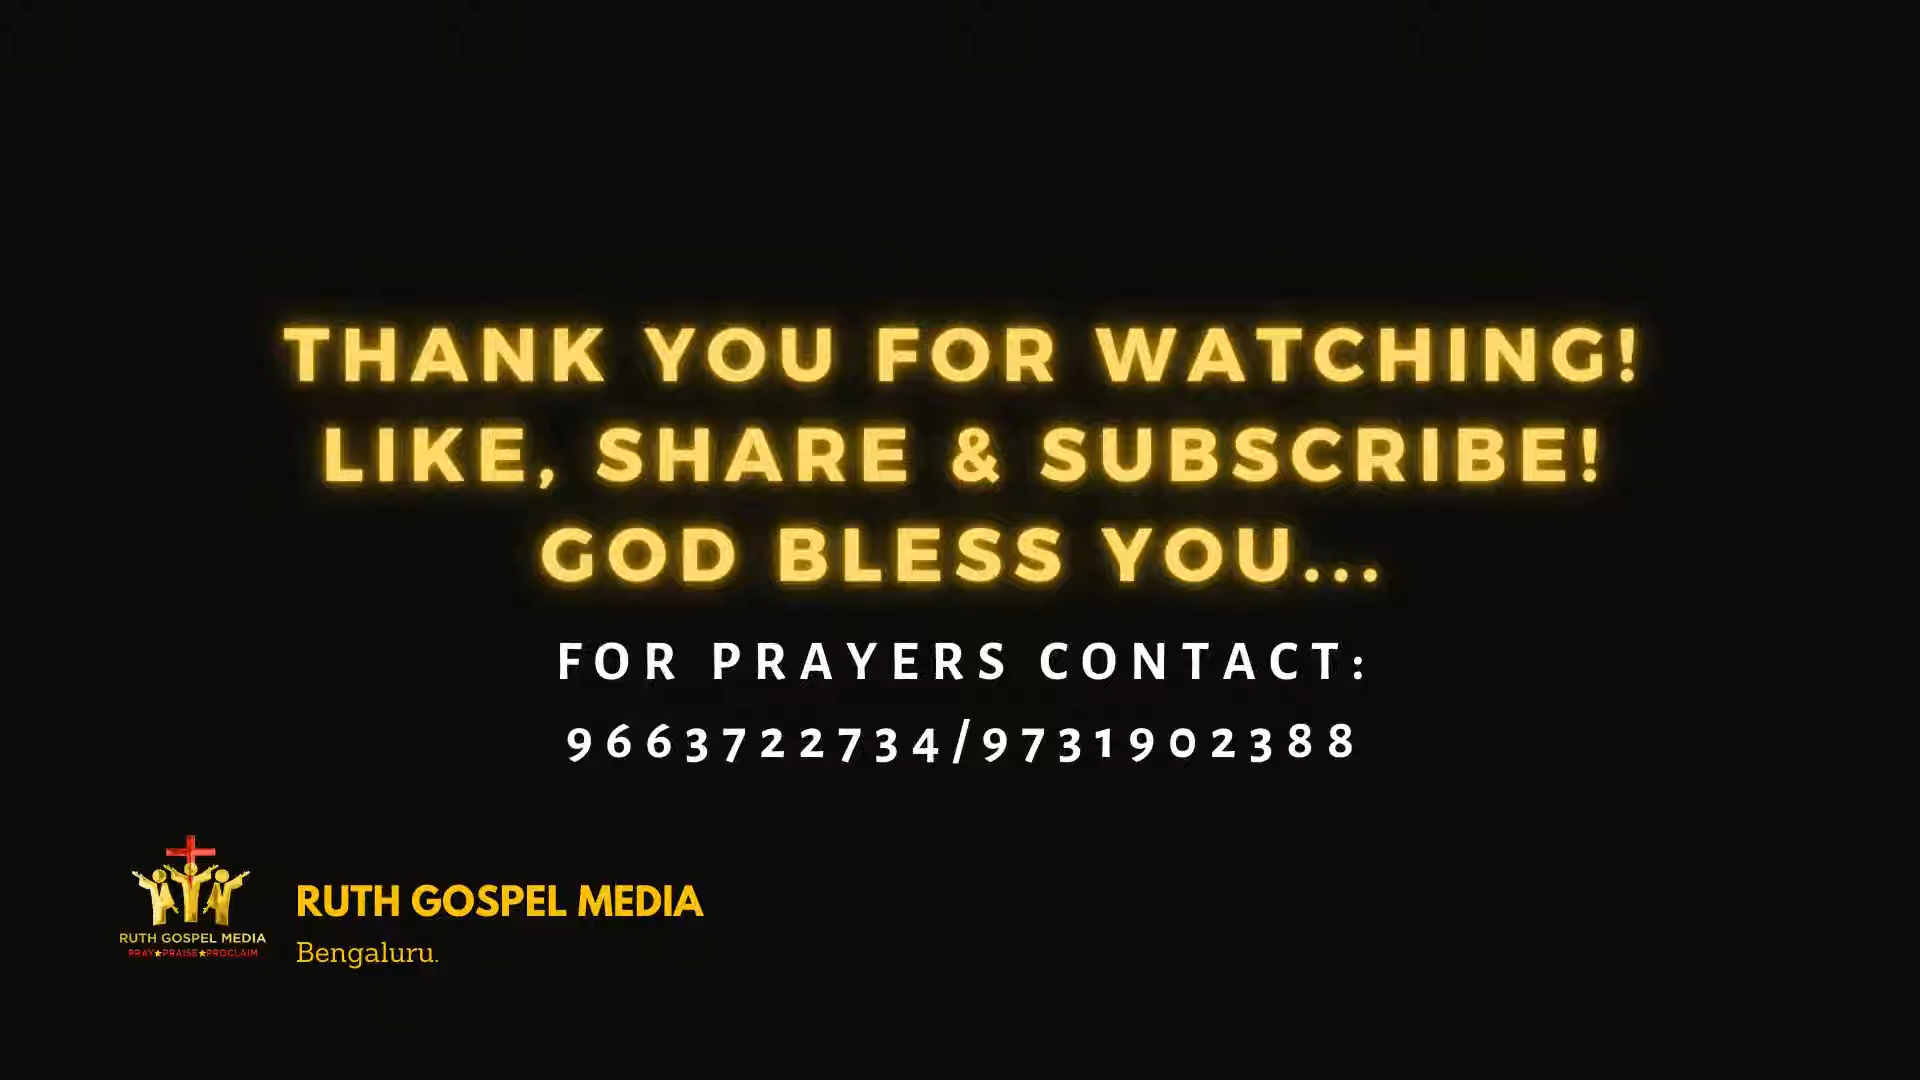 THANK YOU FOR WATCHING!
LIKE, SHARE & SUBSCRIBE!
GOD BLESS YOU...
FOR PRAYERS CONTACT:
9663722734/9731902388
RUTH GOSPEL MEDIA
PRAY★PRAISE★PROCLAIM
RUTH GOSPEL MEDIA
Bengaluru.